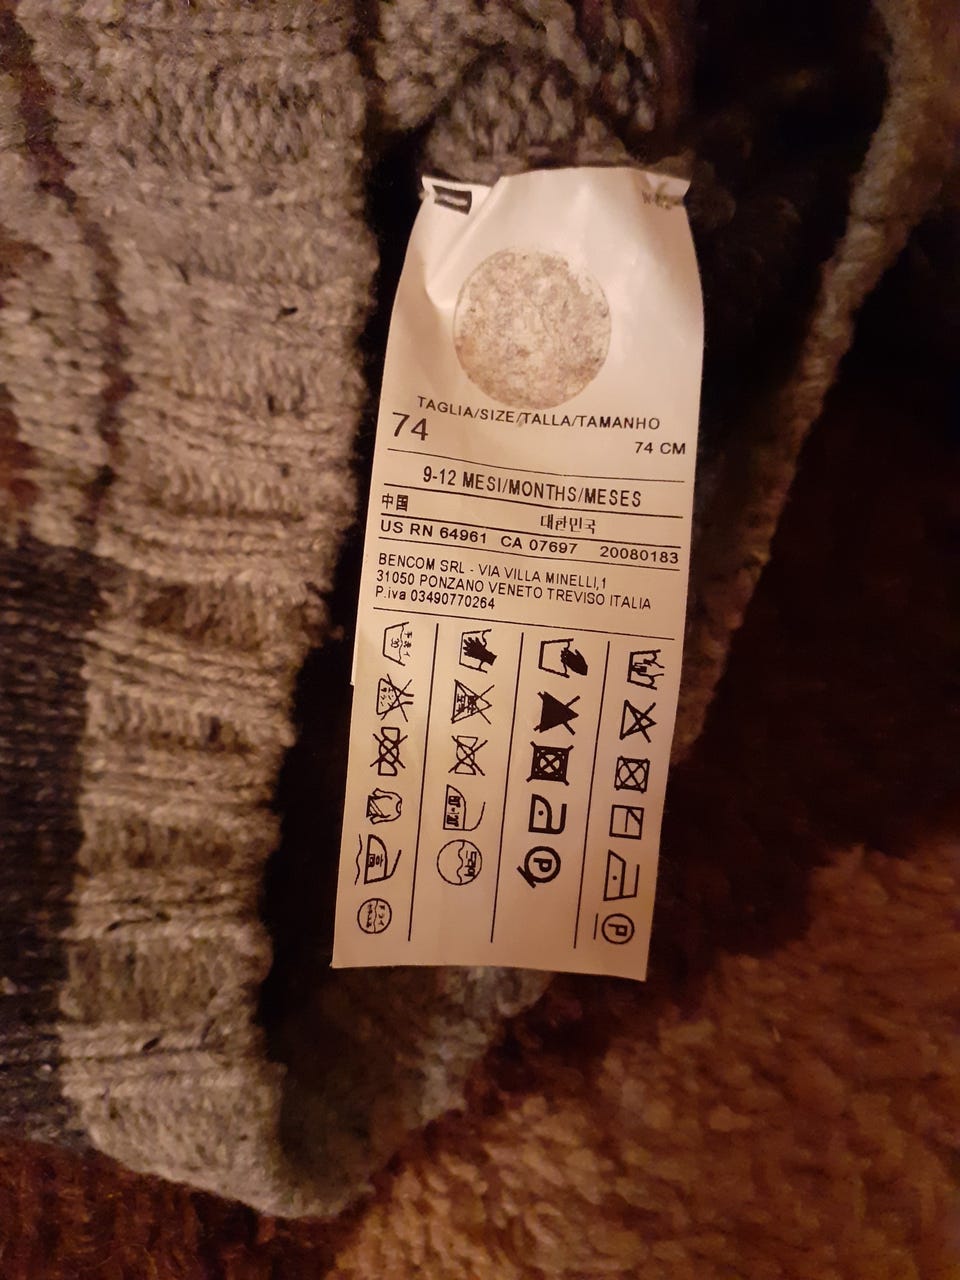 TAGLIA/SIZE/TALLA/TAMANHO
74 74 CM
9-12 MESI/MONTHS/MESES
中国 대한민국
US RN 64961 CA 07697 20080183
BENCOM SRL - VIA VILLA MINELLI,1
31050 PONZANO VENETO TREVISO ITALIA
P.iva 03490770264
P
P